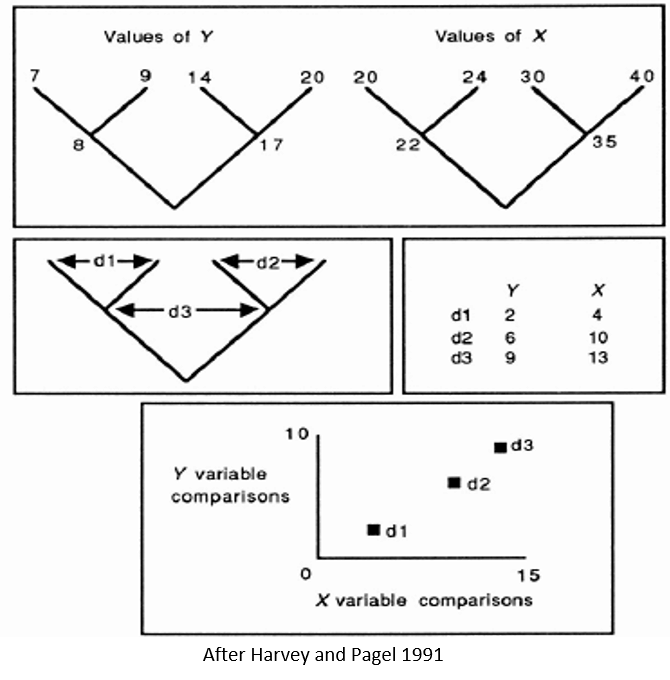 Values of Y
Values of X
7 9 14 20
20 24 30 40
8 17
22 35
d1 d2
d3
Y X
d1 2 4
d2 6 10
d3 9 13
10
Y variable
comparisons
d3
d2
d1
0 15
X variable comparisons
After Harvey and Pagel 1991